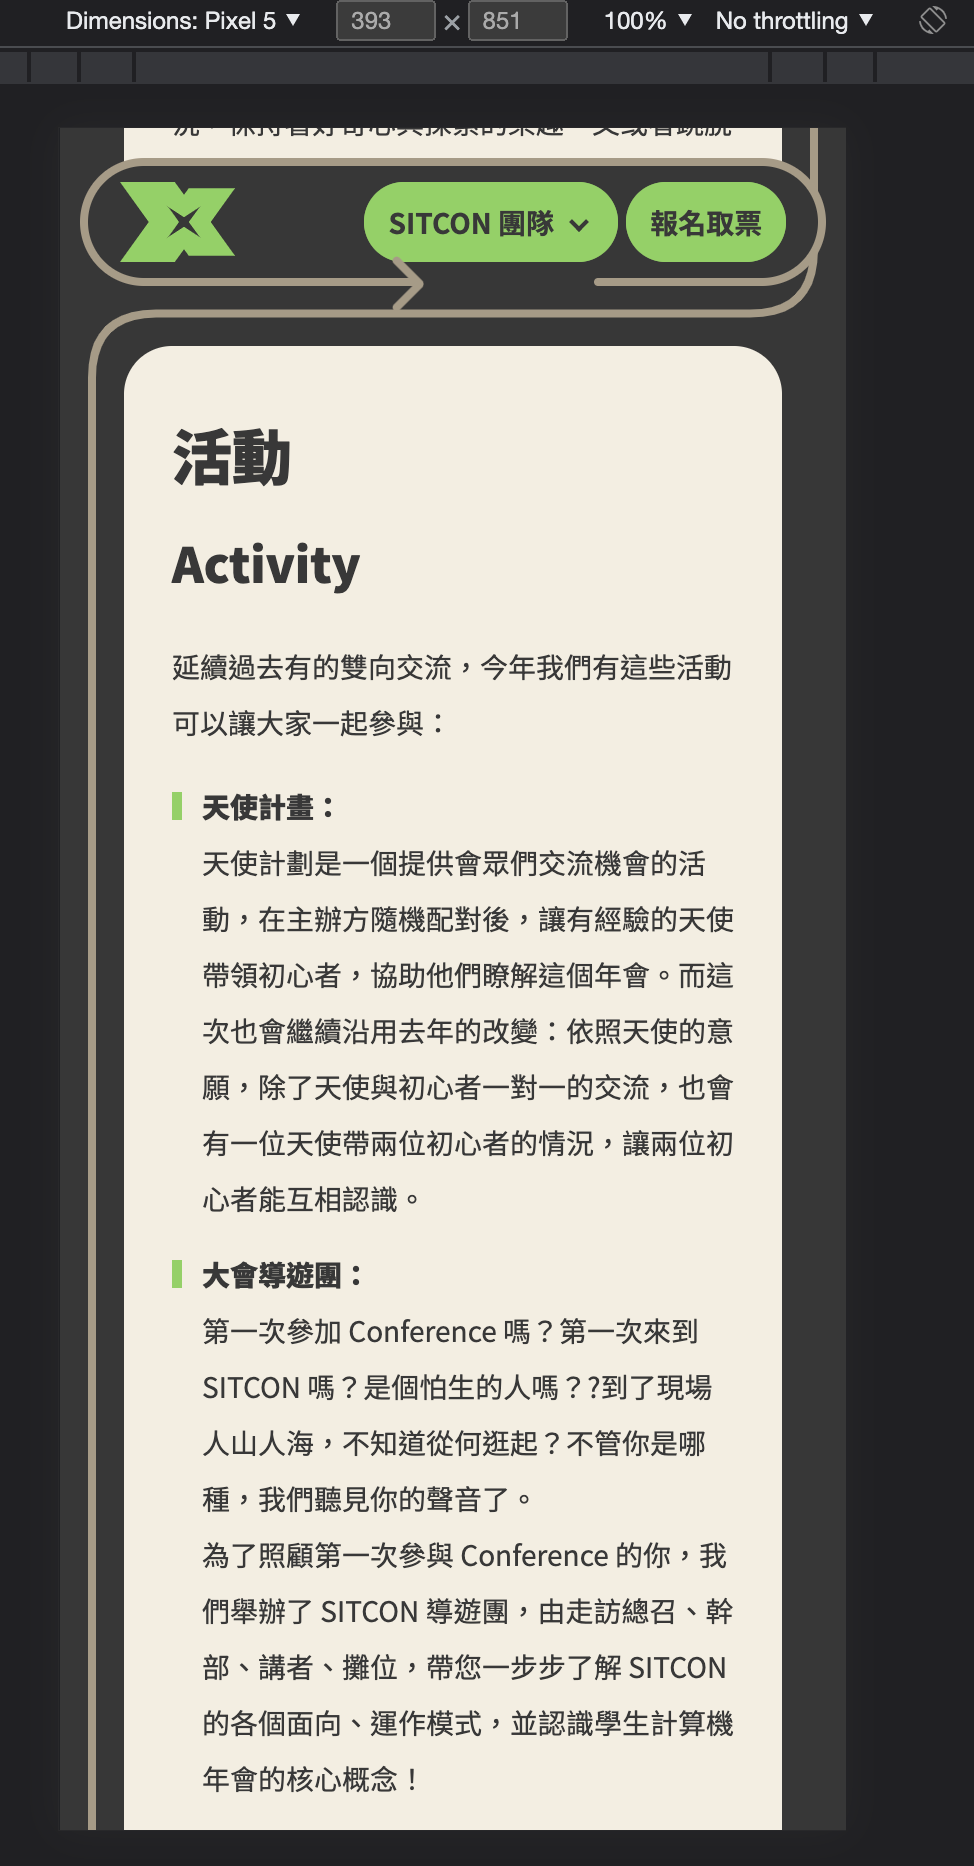 Dimensions: Pixel 5 ▼ 393 × 851 100% ▼ No throttling ▼
SITCON 團隊 報名取票
活動
Activity
延續過去有的雙向交流，今年我們有這些活動
可以讓大家一起參與：
天使計畫：
天使計劃是一個提供會眾們交流機會的活
動，在主辦方隨機配對後，讓有經驗的天使
帶領初心者，協助他們瞭解這個年會。而這
次也會繼續沿用去年的改變：依照天使的意
願，除了天使與初心者一對一的交流，也會
有一位天使帶兩位初心者的情況，讓兩位初
心者能互相認識。
大會導遊團：
第一次參加 Conference 嗎？第一次來到
SITCON 嗎？是個怕生的人嗎？?到了現場
人山人海，不知道從何逛起？不管你是哪
種，我們聽見你的聲音了。
為了照顧第一次參與 Conference 的你，我
們舉辦了 SITCON 導遊團，由走訪總召、幹
部、講者、攤位，帶您一步步了解 SITCON
的各個面向、運作模式，並認識學生計算機
年會的核心概念！